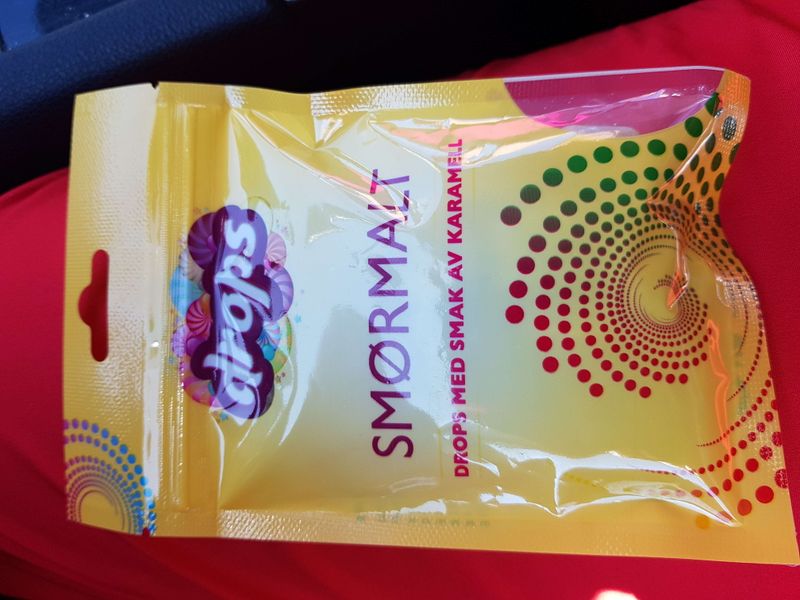 drops
SMØRMALT
DROPS MED SMAK AV KARAMELL